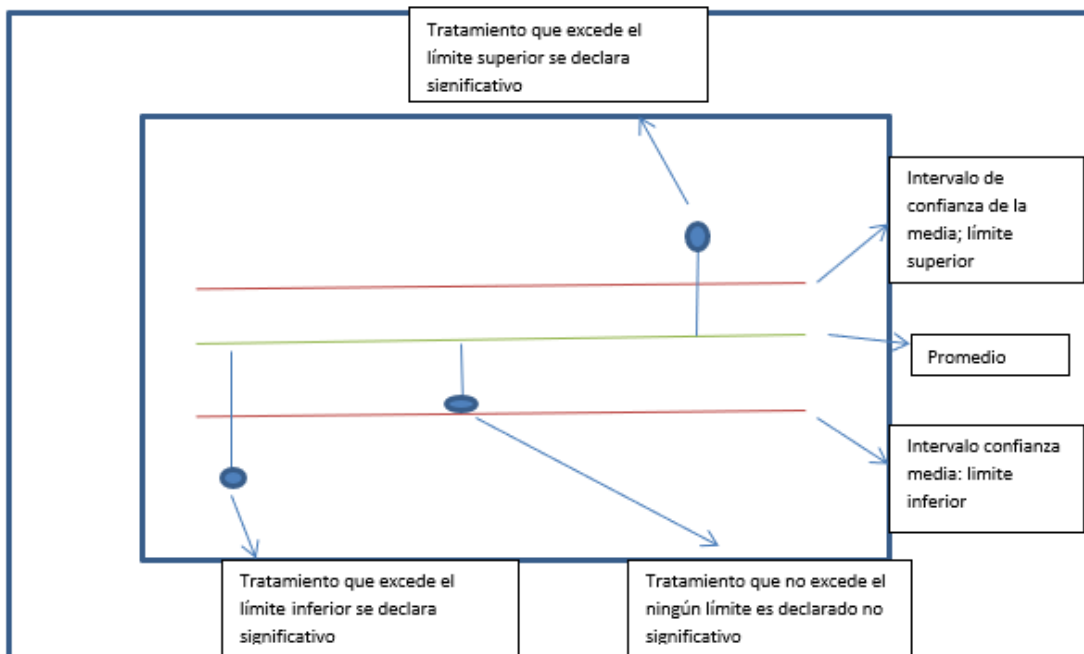 Tratamiento que excede el
límite superior se declara
significativo
Intervalo de
confianza de la
media; límite
superior
Promedio
Intervalo confianza
media: limite
inferior
Tratamiento que excede el
límite inferior se declara
significativo
Tratamiento que no excede el
ningún límite es declarado no
significativo